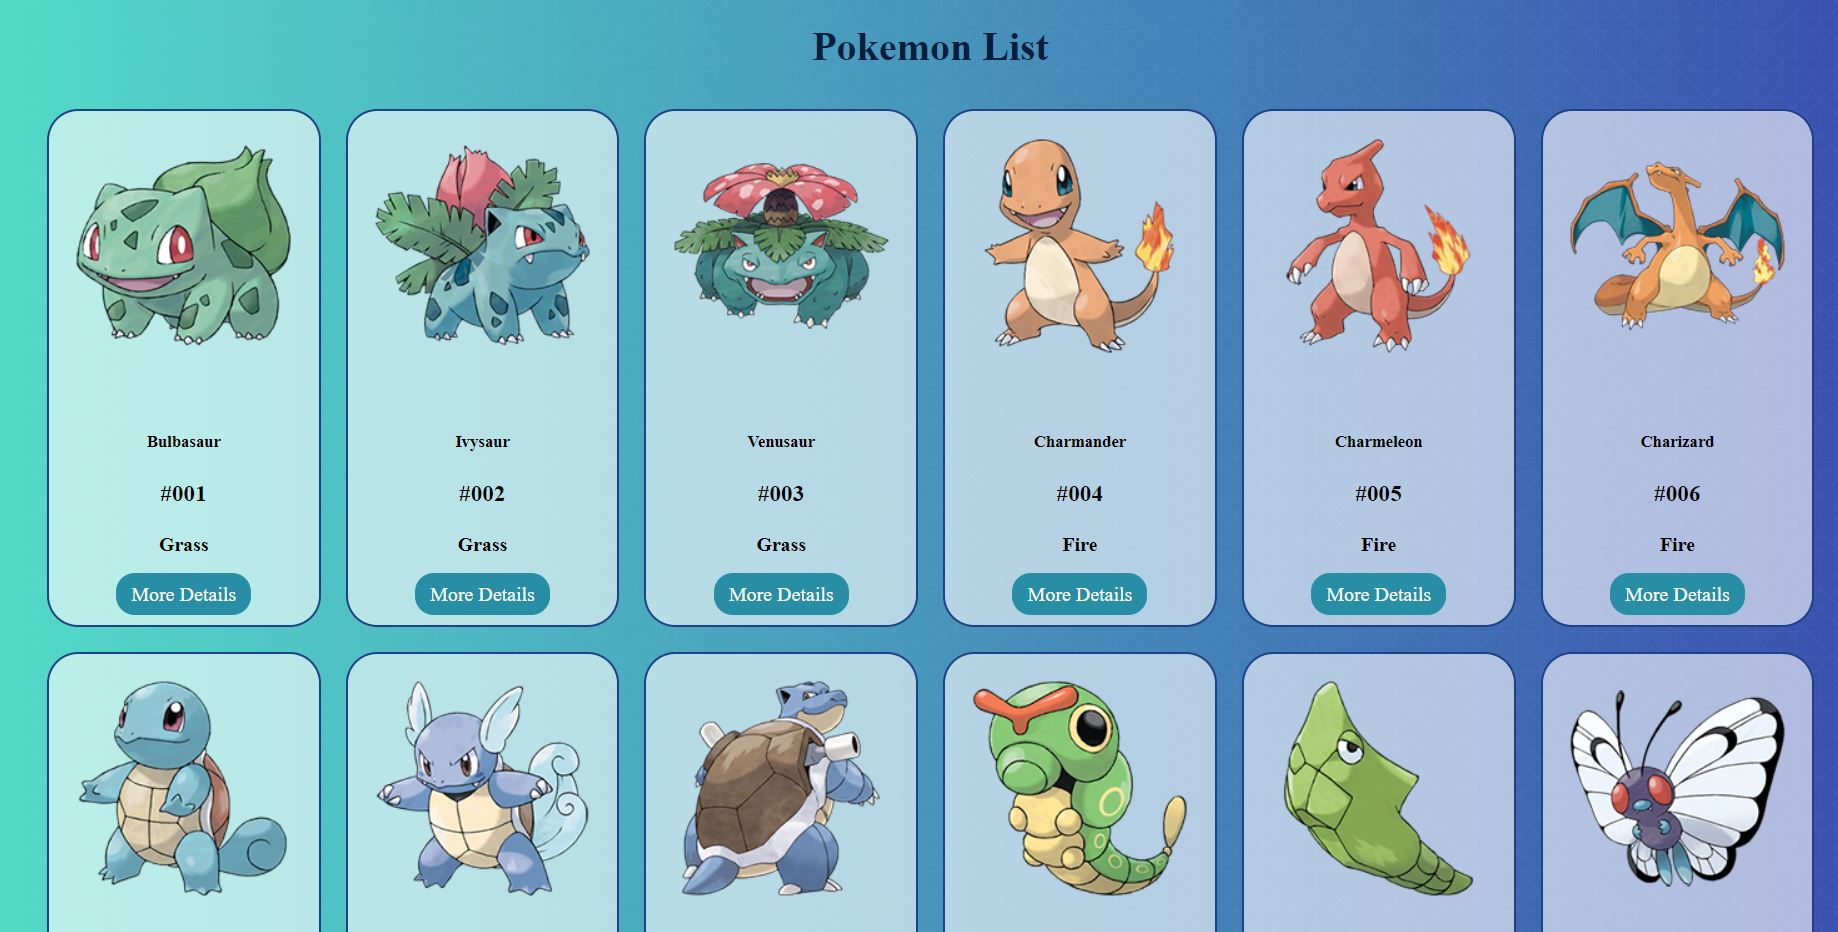 Pokemon List
Bulbasaur
#001
Grass
More Details
Ivysaur
#002
Grass
More Details
Venusaur
#003
Grass
More Details
Charmander
#004
Fire
More Details
Charmeleon
#005
Fire
More Details
Charizard
#006
Fire
More Details